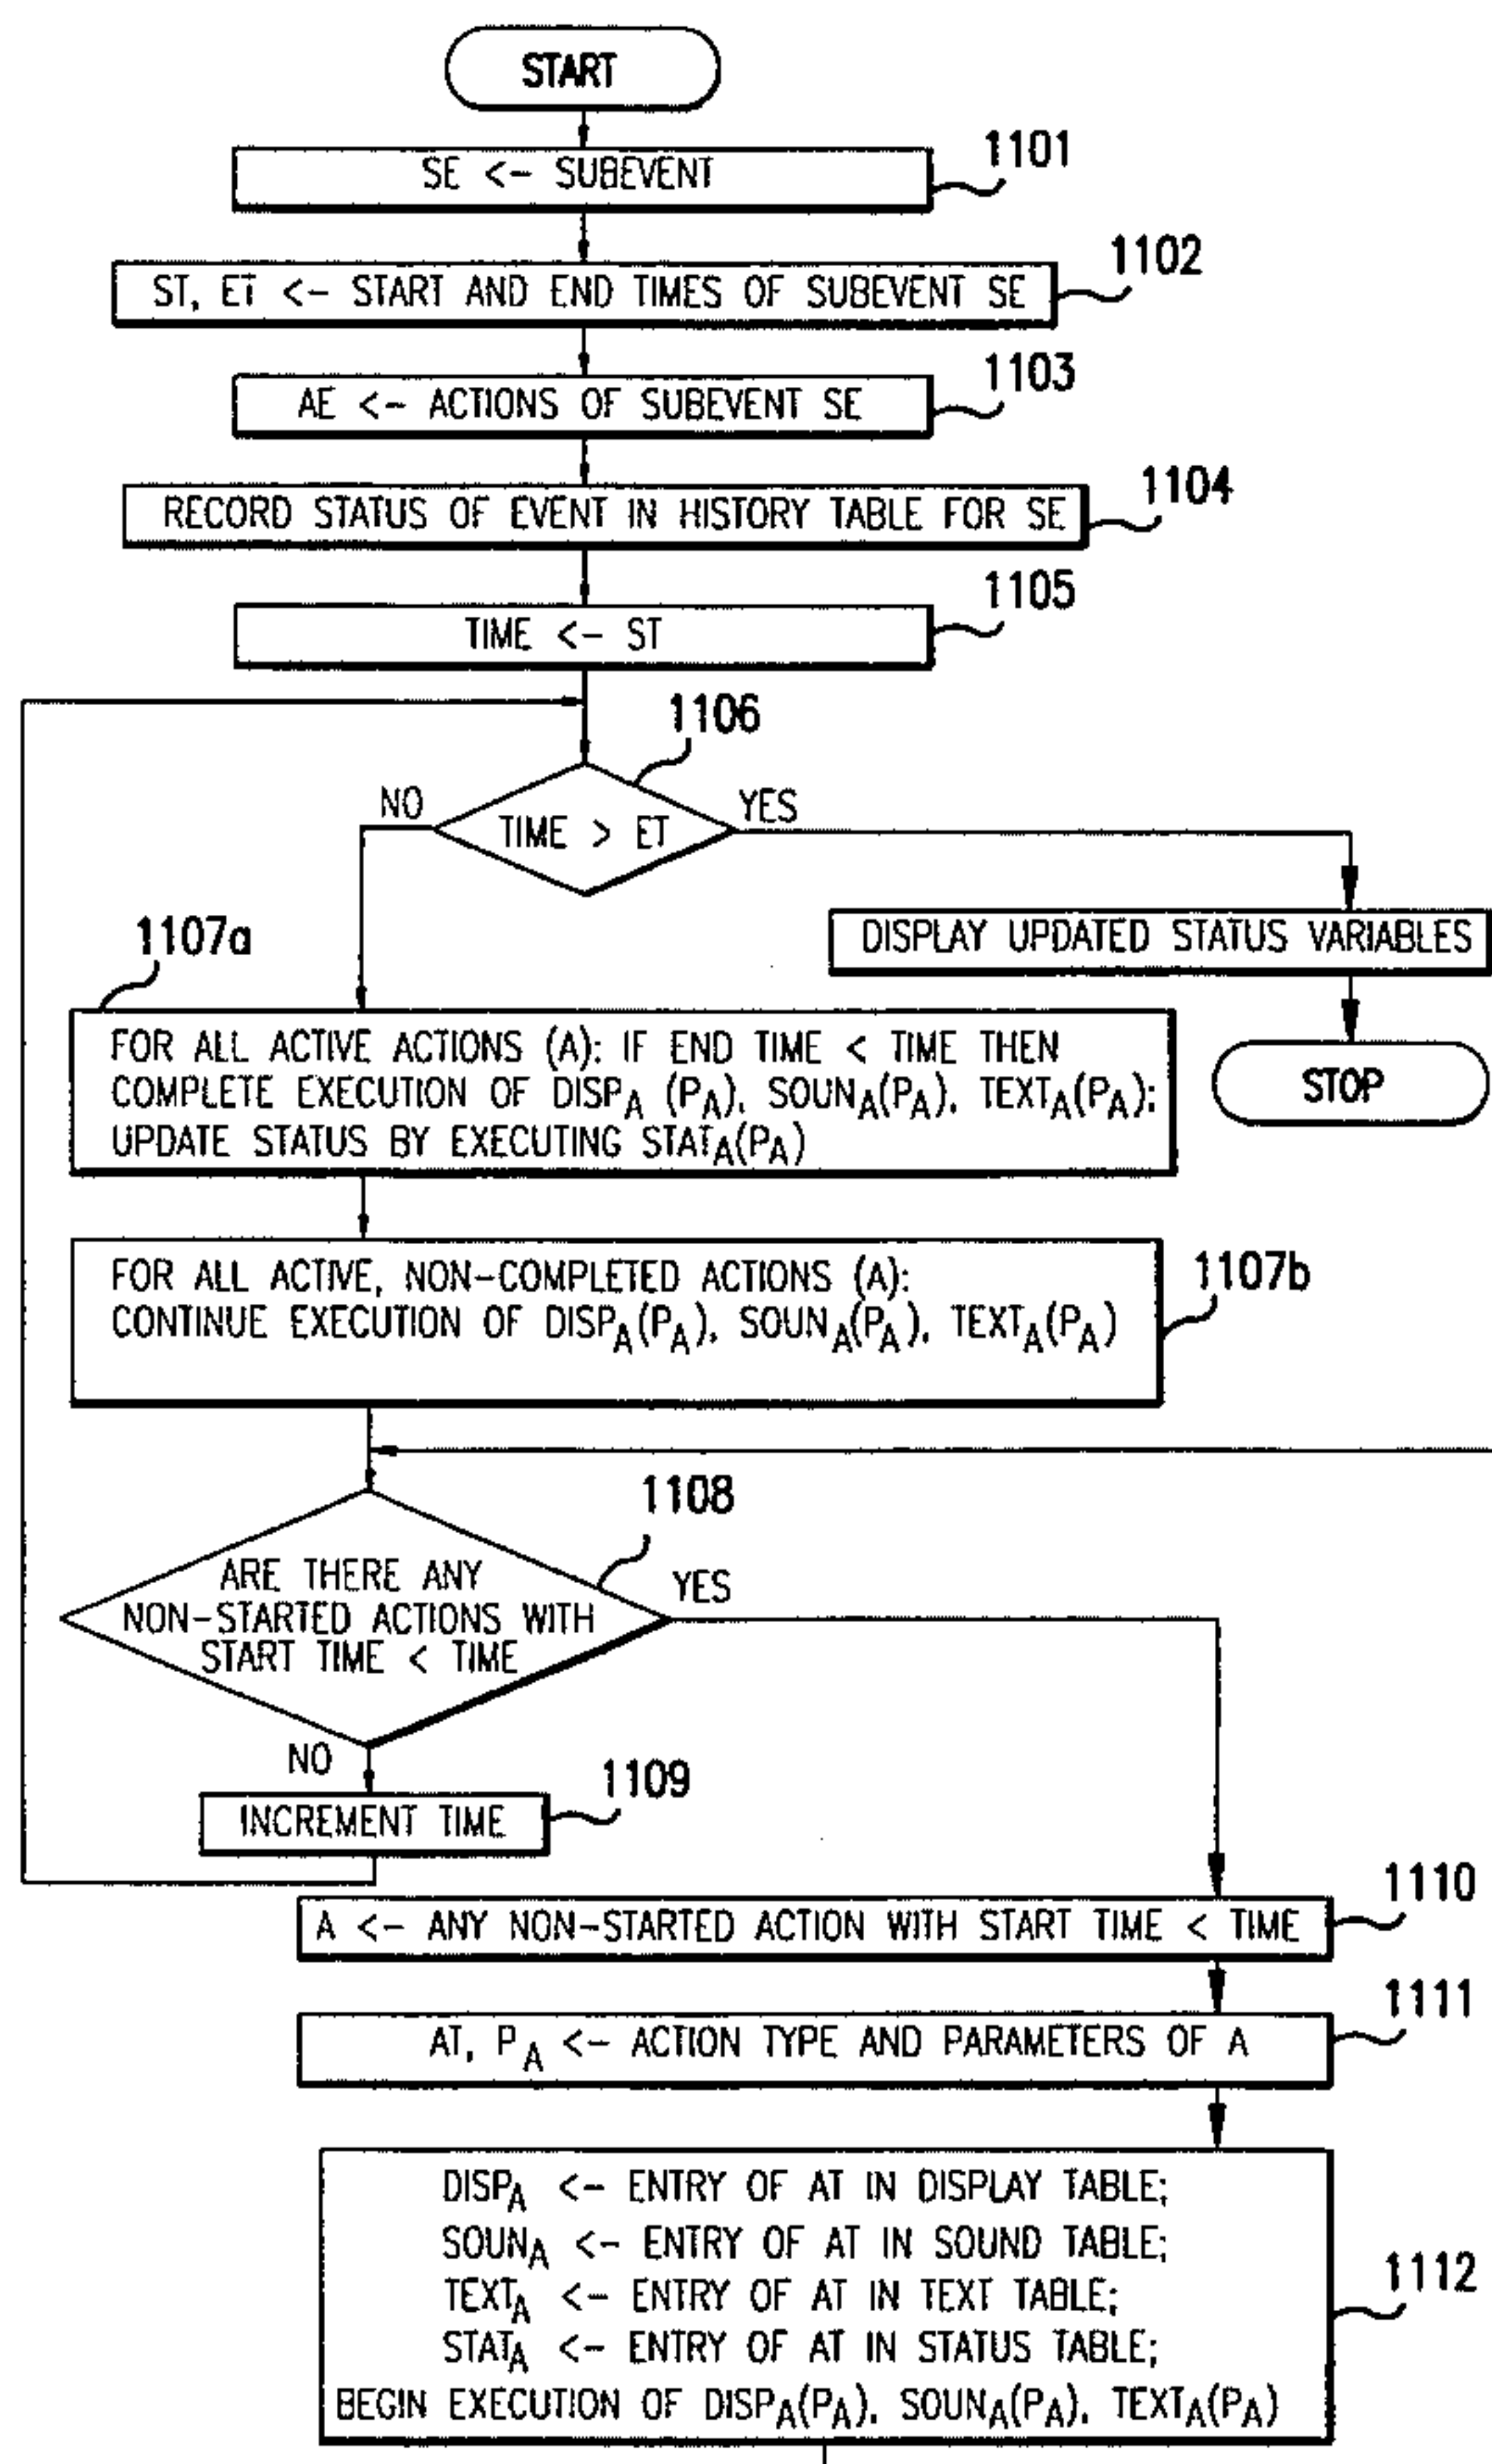 START
1101
SE <- SUBEVENT
1102
ST, ET <- START AND END TIMES OF SUBEVENT SE
1103
AE <- ACTIONS OF SUBEVENT SE
1104
RECORD STATUS OF EVENT IN HISTORY TABLE FOR SE
1105
TIME <- ST
1106
NO
YES
TIME > ET
1107a
DISPLAY UPDATED STATUS VARIABLES
FOR ALL ACTIVE ACTIONS (A): IF END TIME < TIME THEN
COMPLETE EXECUTION OF DISPA (PA), SOUNA(PA), TEXTA(PA);
UPDATE STATUS BY EXECUTING STATA(PA)
STOP
1107b
FOR ALL ACTIVE, NON-COMPLETED ACTIONS (A):
CONTINUE EXECUTION OF DISPA(PA), SOUNA(PA), TEXTA(PA)
1108
ARE THERE ANY
NON-STARTED ACTIONS WITH
START TIME < TIME
YES
NO
1109
INCREMENT TIME
1110
A <- ANY NON-STARTED ACTION WITH START TIME < TIME
1111
AT, PA <- ACTION TYPE AND PARAMETERS OF A
1112
DISPA <- ENTRY OF AT IN DISPLAY TABLE;
SOUNA <- ENTRY OF AT IN SOUND TABLE;
TEXTA <- ENTRY OF AT IN TEXT TABLE;
STATA <- ENTRY OF AT IN STATUS TABLE;
BEGIN EXECUTION OF DISPA(PA), SOUNA(PA), TEXTA(PA)